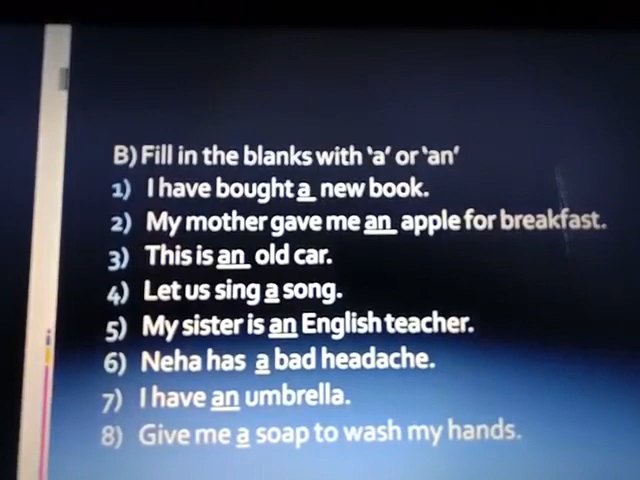 B) Fill in the blanks with 'a' or 'an'
1) I have bought a new book.
2) My mother gave me an apple for breakfast.
3) This is an old car.
4) Let us sing a song.
5) My sister is an English teacher.
6) Neha has a bad headache.
7) I have an umbrella.
8) Give me a soap to wash my hands.